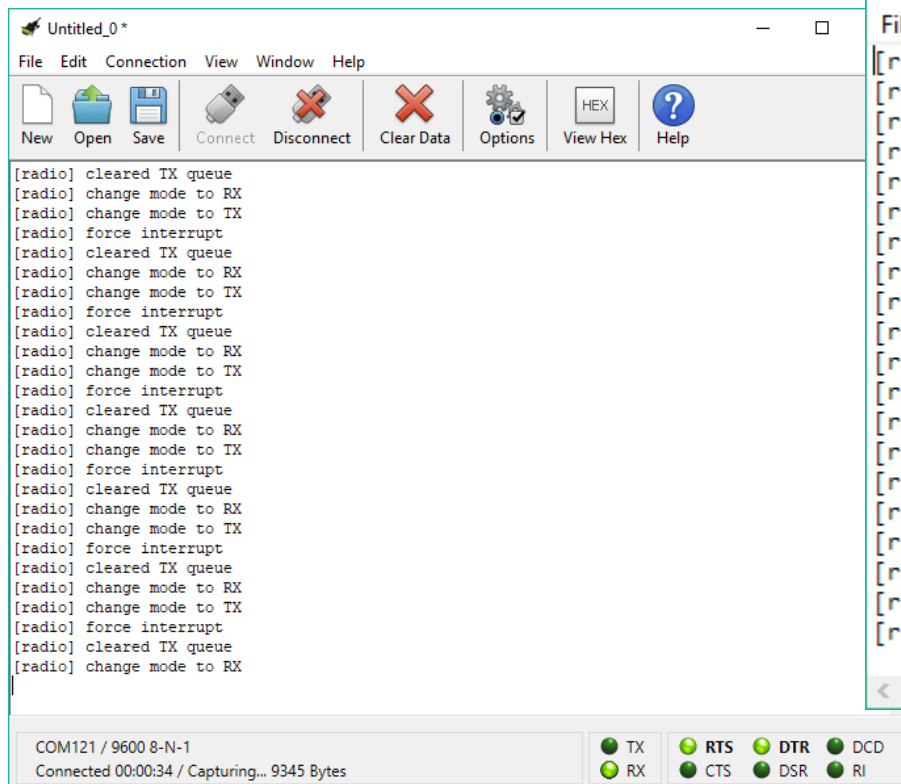 Untitled_0 *
File Edit Connection View Window Help
New Open Save Connect Disconnect Clear Data Options HEX View Hex Help
[radio] cleared TX queue
[radio] change mode to RX
[radio] change mode to TX
[radio] force interrupt
[radio] cleared TX queue
[radio] change mode to RX
[radio] change mode to TX
[radio] force interrupt
[radio] cleared TX queue
[radio] change mode to RX
[radio] change mode to TX
[radio] force interrupt
[radio] cleared TX queue
[radio] change mode to RX
[radio] change mode to TX
[radio] force interrupt
[radio] cleared TX queue
[radio] change mode to RX
[radio] change mode to TX
[radio] force interrupt
[radio] cleared TX queue
[radio] change mode to RX
[radio] change mode to TX
[radio] force interrupt
[radio] cleared TX queue
[radio] change mode to RX
COM121 / 9600 8-N-1
Connected 00:00:34 / Capturing... 9345 Bytes
TX RTS DTR DCD
RX CTS DSR RI